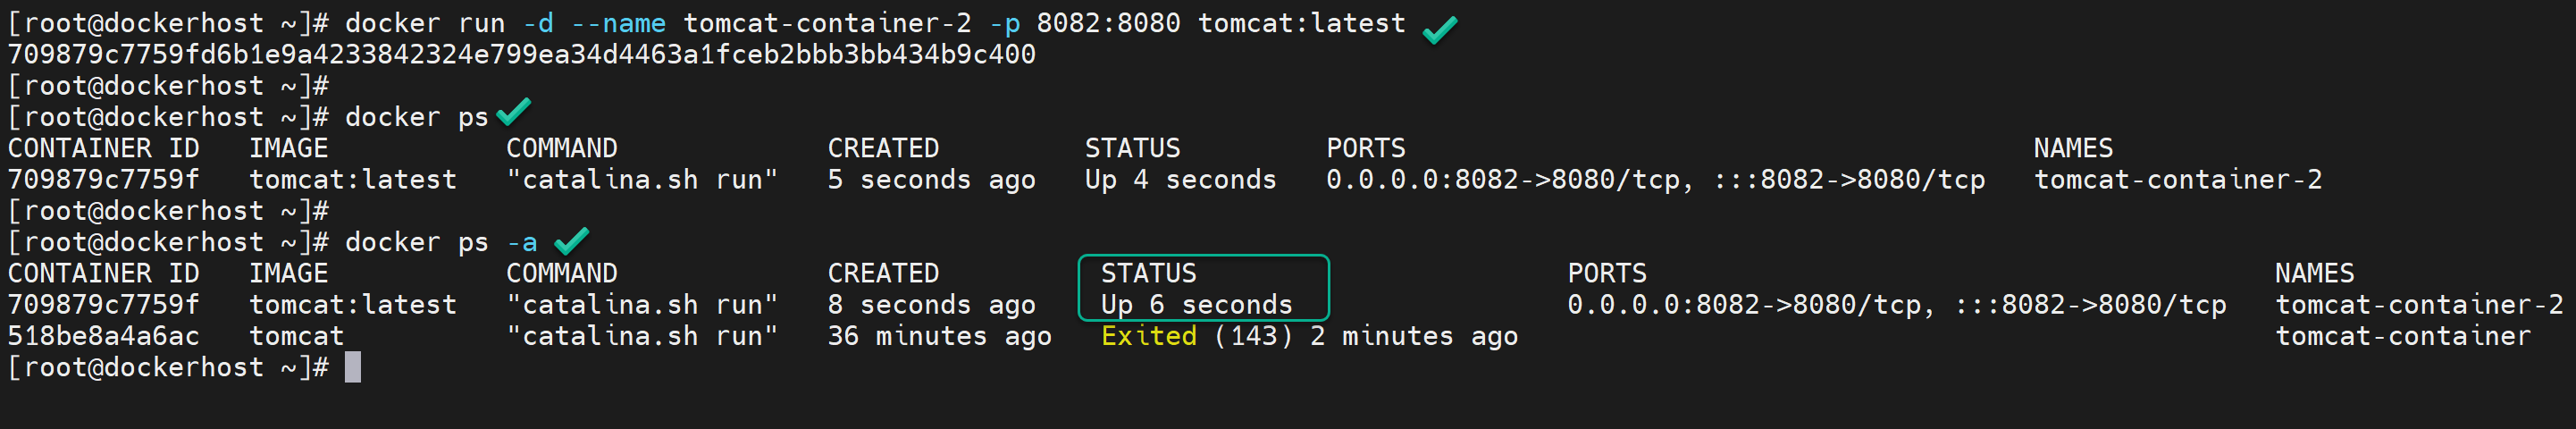 [root@dockerhost ~]# docker run -d --name tomcat-container-2 -p 8082:8080 tomcat:latest
709879c7759fd6b1e9a4233842324e799ea34d4463a1fceb2bbb3bb434b9c400
[root@dockerhost ~]#
[root@dockerhost ~]# docker ps
CONTAINER ID   IMAGE           COMMAND             CREATED         STATUS         PORTS                                       NAMES
709879c7759f   tomcat:latest   "catalina.sh run"   5 seconds ago   Up 4 seconds   0.0.0.0:8082->8080/tcp, :::8082->8080/tcp   tomcat-container-2
[root@dockerhost ~]#
[root@dockerhost ~]# docker ps -a
CONTAINER ID   IMAGE           COMMAND             CREATED          STATUS                       PORTS                                       NAMES
709879c7759f   tomcat:latest   "catalina.sh run"   8 seconds ago    Up 6 seconds                 0.0.0.0:8082->8080/tcp, :::8082->8080/tcp   tomcat-container-2
518be8a4a6ac   tomcat          "catalina.sh run"   36 minutes ago   Exited (143) 2 minutes ago                                               tomcat-container
[root@dockerhost ~]#